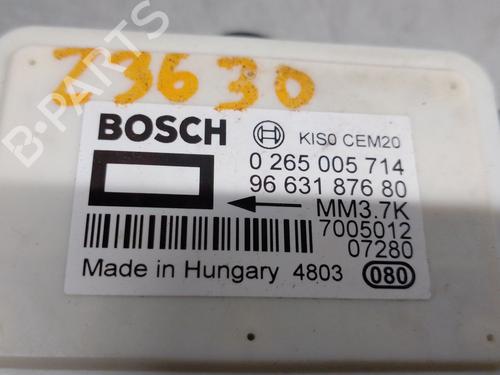 Z3630
BOSCH
KIS0 CEM20
0 265 005 714
96 631 876 80
MM3.7K
7005012
07280
Made in Hungary 4803 080
B-PARTS